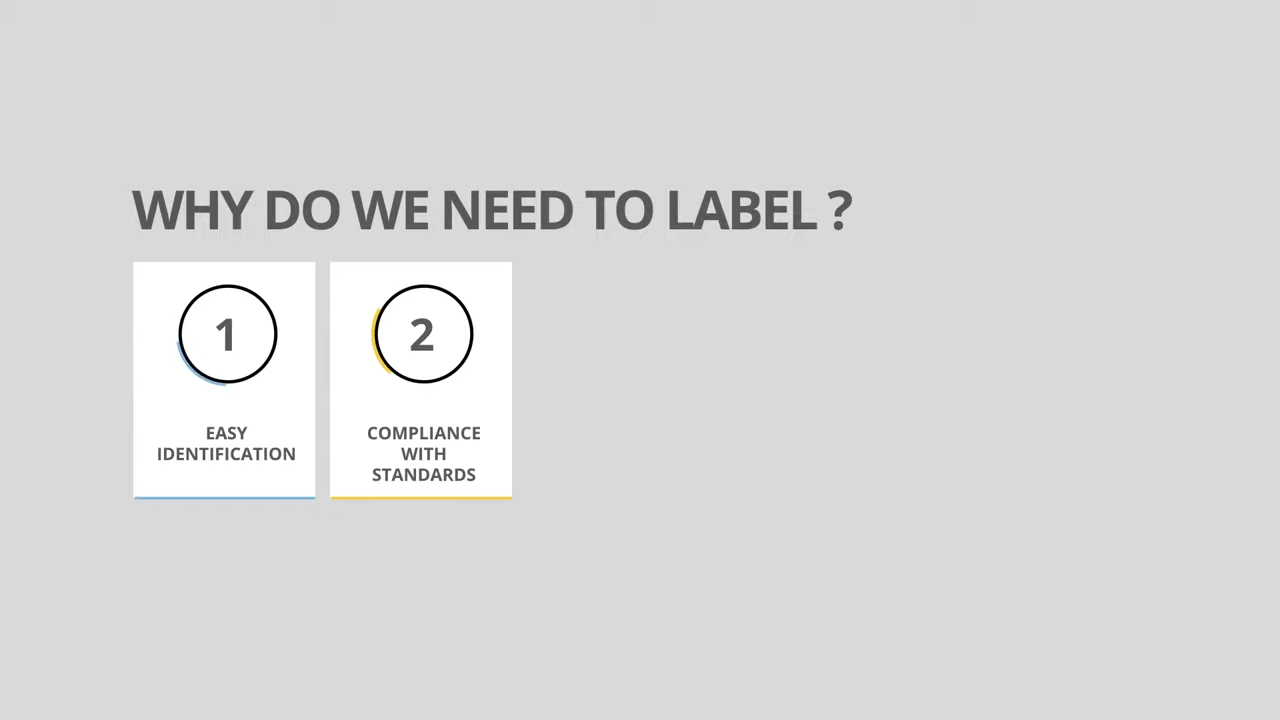 WHY DO WE NEED TO LABEL ?
1
EASY
IDENTIFICATION
2
COMPLIANCE
WITH
STANDARDS